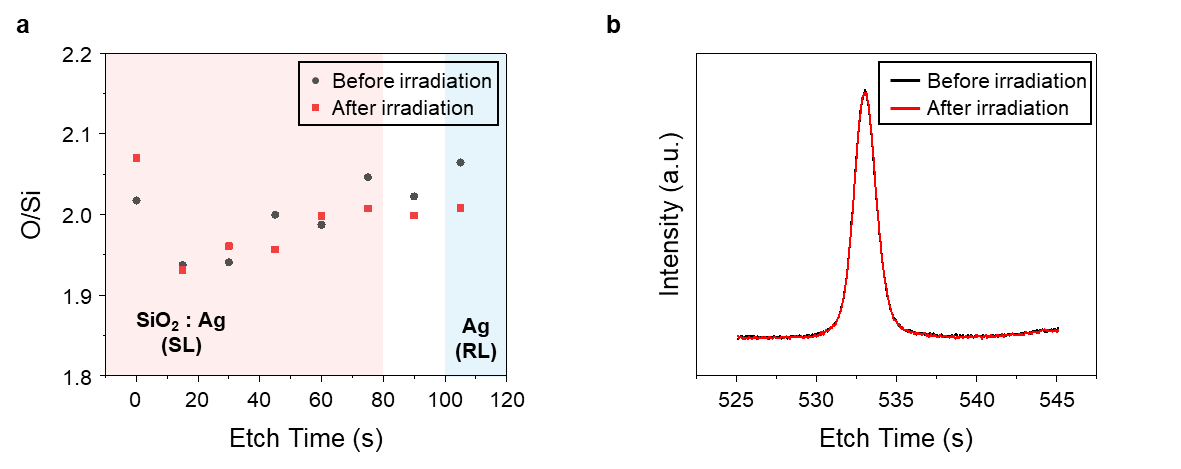 a
2.2
2.1
2.0
1.9
1.8
O/Si
Before irradiation
After irradiation
SiO₂ : Ag
(SL)
Ag
(RL)
0 20 40 60 80 100 120
Etch Time (s)
b
Intensity (a.u.)
Before irradiation
After irradiation
525 530 535 540 545
Etch Time (s)